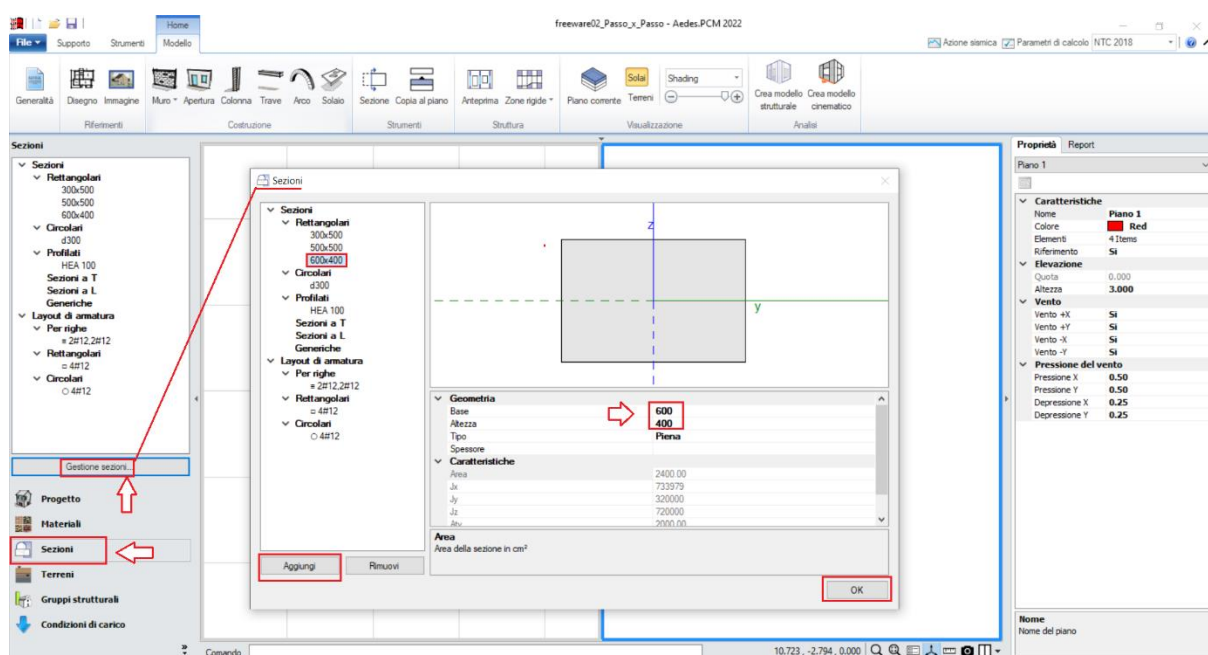 freeware02_Passo_x_Passo - Aedes.PCM 2022
Home
File
Supporto
Strumenti
Modello
Azione sismica
Parametri di calcolo
NTC 2018
Generalità
Disegno
Immagine
Muro
Apertura
Colonna
Trave
Arco
Solaio
Sezione
Copia al piano
Anteprima
Zone rigide
Piano corrente
Solai
Terreni
Shading
Crea modello strutturale
Crea modello cinematico
Riferimenti
Costruzione
Strumenti
Struttura
Visualizzazione
Analisi
Sezioni
Sezioni
Rettangolari
300x500
500x500
600x400
Circolari
d300
Profilati
HEA 100
Sezioni a T
Sezioni a L
Generiche
Layout di armatura
Per righe
2#12,2#12
Rettangolari
4#12
Circolari
4#12
Gestione sezioni...
Progetto
Materiali
Sezioni
Terreni
Gruppi strutturali
Condizioni di carico
Sezioni
Sezioni
Rettangolari
300x500
500x500
600x400
Circolari
d300
Profilati
HEA 100
Sezioni a T
Sezioni a L
Generiche
Layout di armatura
Per righe
2#12,2#12
Rettangolari
4#12
Circolari
4#12
Aggiungi
Rimuovi
z
y
Geometria
Base 600
Altezza 400
Tipo Piena
Spessore
Caratteristiche
Area 2400.00
Jx 733979
Jy 320000
Jz 720000
Aty 2000.00
Area
Area della sezione in cm²
OK
Proprietà
Report
Piano 1
Caratteristiche
Nome Piano 1
Colore Red
Elementi 4 Items
Riferimento Sì
Elevazione
Quota 0.000
Altezza 3.000
Vento
Vento +X Sì
Vento +Y Sì
Vento -X Sì
Vento -Y Sì
Pressione del vento
Pressione X 0.50
Pressione Y 0.50
Depressione X 0.25
Depressione Y 0.25
Nome
Nome del piano
Comando
10.723 , -2.794 , 0.000